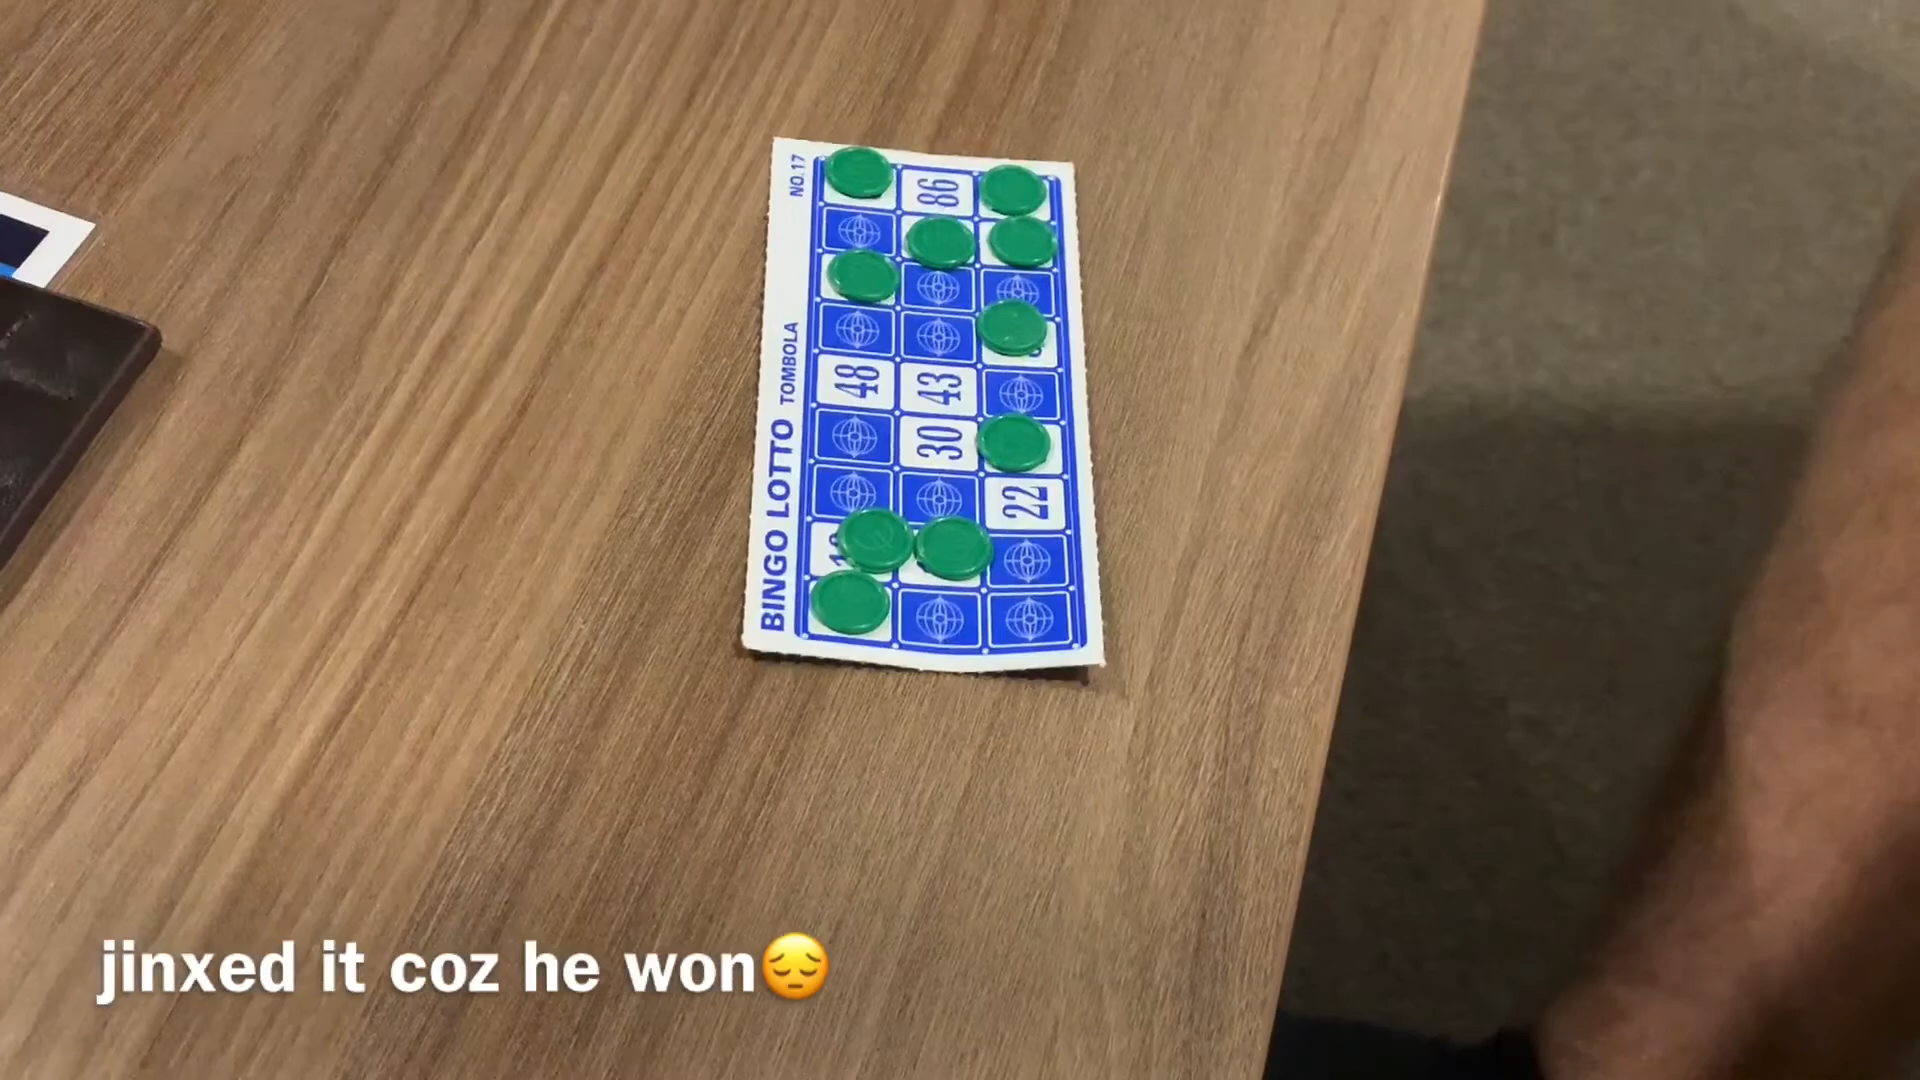 NO.17
TOMBOLA
BINGO LOTTO
86
48
43
30
22
jinxed it coz he won😔